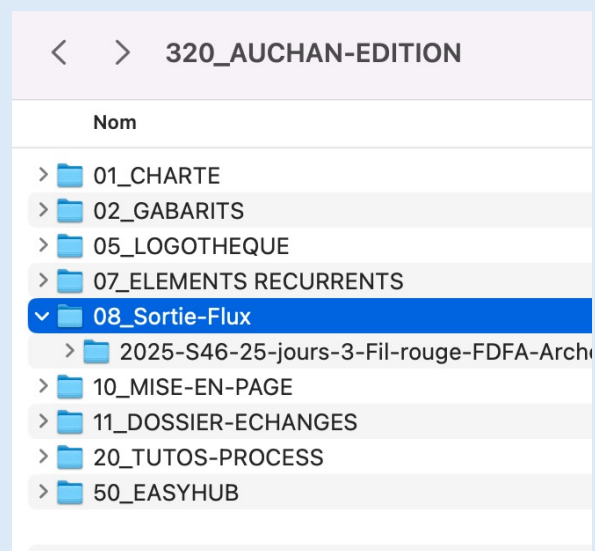 320_AUCHAN-EDITION
Nom
01_CHARTE
02_GABARITS
05_LOGOTHEQUE
07_ELEMENTS RECURRENTS
08_Sortie-Flux
2025-S46-25-jours-3-Fil-rouge-FDFA-Arch
10_MISE-EN-PAGE
11_DOSSIER-ECHANGES
20_TUTOS-PROCESS
50_EASYHUB